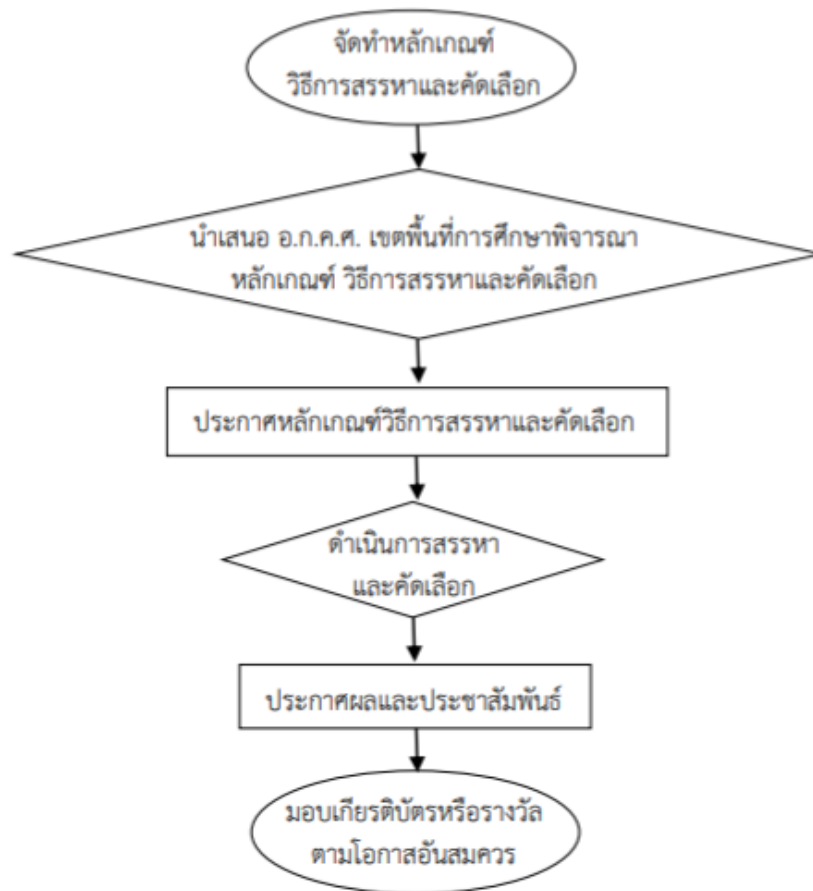 จัดทำหลักเกณฑ์
วิธีการสรรหาและคัดเลือก
นำเสนอ อ.ก.ค.ศ. เขตพื้นที่การศึกษาพิจารณา
หลักเกณฑ์ วิธีการสรรหาและคัดเลือก
ประกาศหลักเกณฑ์วิธีการสรรหาและคัดเลือก
ดำเนินการสรรหา
และคัดเลือก
ประกาศผลและประชาสัมพันธ์
มอบเกียรติบัตรหรือรางวัล
ตามโอกาสอันสมควร